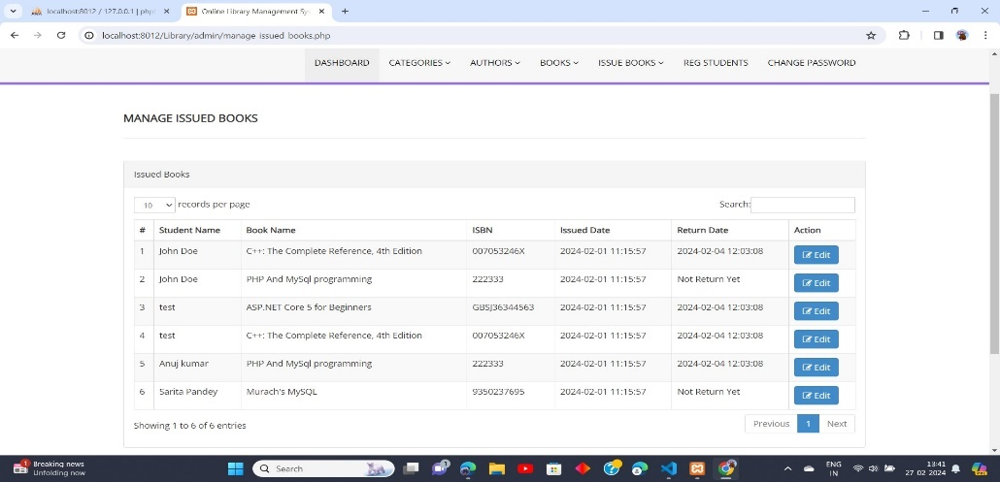 localhost:8012 / 127.0.0.1 | php
Online Library Management Sy
localhost:8012/Library/admin/manage_issued_books.php
DASHBOARD CATEGORIES AUTHORS BOOKS ISSUE BOOKS REG STUDENTS CHANGE PASSWORD
MANAGE ISSUED BOOKS
Issued Books
10 records per page Search:
# Student Name Book Name ISBN Issued Date Return Date Action
1 John Doe C++: The Complete Reference, 4th Edition 007053246X 2024-02-01 11:15:57 2024-02-04 12:03:08 Edit
2 John Doe PHP And MySql programming 222333 2024-02-01 11:15:57 Not Return Yet Edit
3 test ASP.NET Core 5 for Beginners GBSJ36344563 2024-02-01 11:15:57 2024-02-04 12:03:08 Edit
4 test C++: The Complete Reference, 4th Edition 007053246X 2024-02-01 11:15:57 2024-02-04 12:03:08 Edit
5 Anuj kumar PHP And MySql programming 222333 2024-02-01 11:15:57 2024-02-04 12:03:08 Edit
6 Sarita Pandey Murach's MySQL 9350237695 2024-02-01 11:15:57 Not Return Yet Edit
Showing 1 to 6 of 6 entries Previous 1 Next
1 Breaking news
Unfolding now
Search
ENG
IN
13:41
27-02-2024